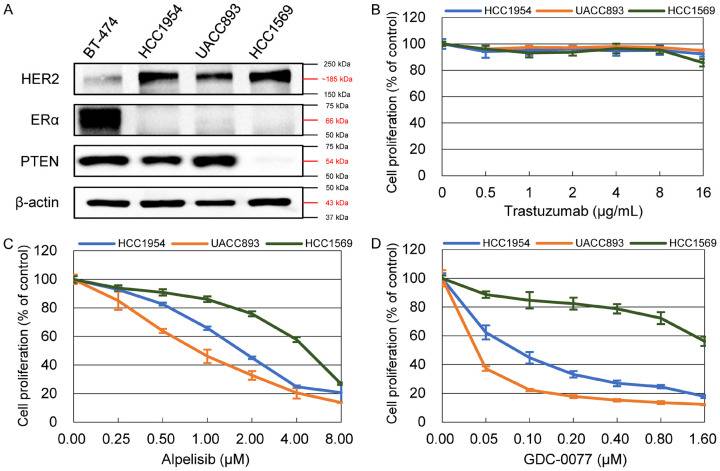 A
BT-474
HCC1954
UACC893
HCC1569
HER2
250 kDa
~185 kDa
150 kDa
ERα
75 kDa
66 kDa
50 kDa
PTEN
75 kDa
54 kDa
50 kDa
β-actin
50 kDa
43 kDa
37 kDa
B
HCC1954 UACC893 HCC1569
Cell proliferation (% of control)
120
100
80
60
40
20
0
0 0.5 1 2 4 8 16
Trastuzumab (μg/mL)
C
HCC1954 UACC893 HCC1569
Cell proliferation (% of control)
120
100
80
60
40
20
0
0.00 0.25 0.50 1.00 2.00 4.00 8.00
Alpelisib (μM)
D
HCC1954 UACC893 HCC1569
Cell proliferation (% of control)
120
100
80
60
40
20
0
0.00 0.05 0.10 0.20 0.40 0.80 1.60
GDC-0077 (μM)